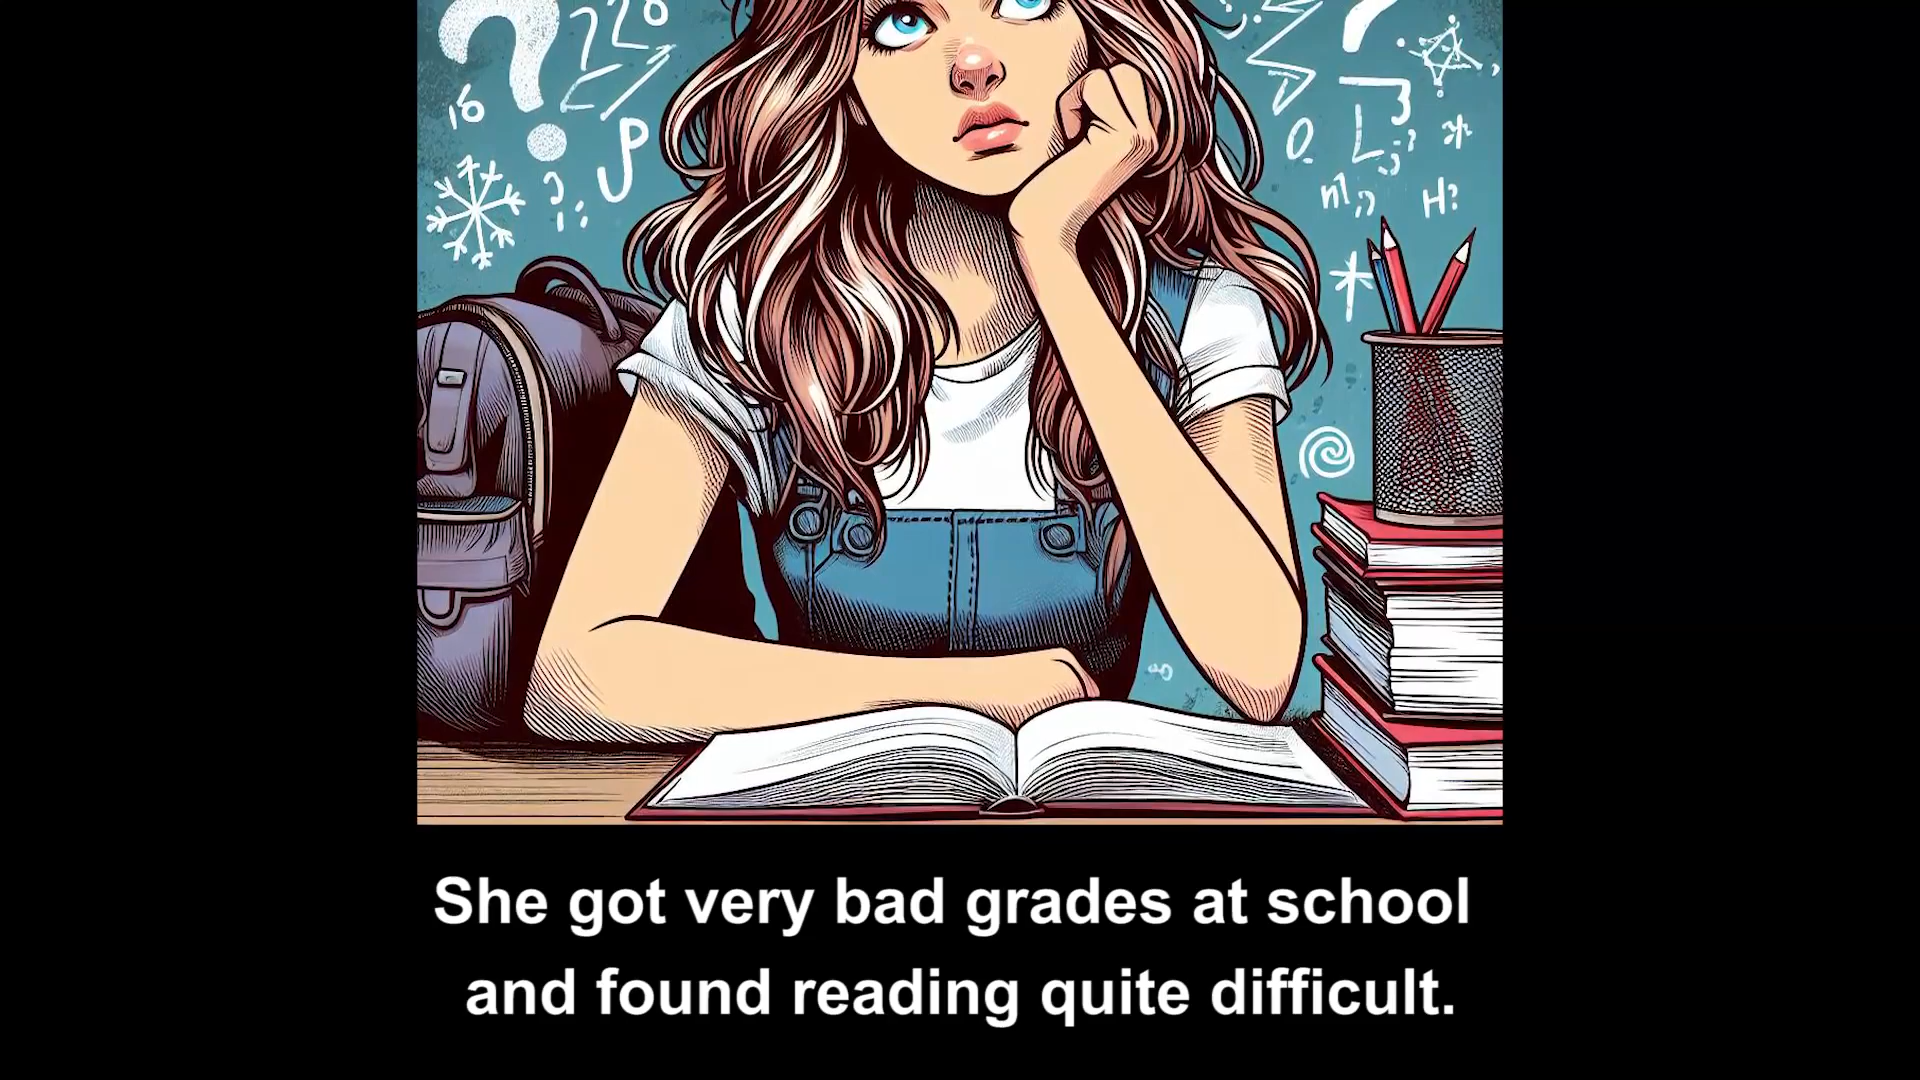 She got very bad grades at school
and found reading quite difficult.